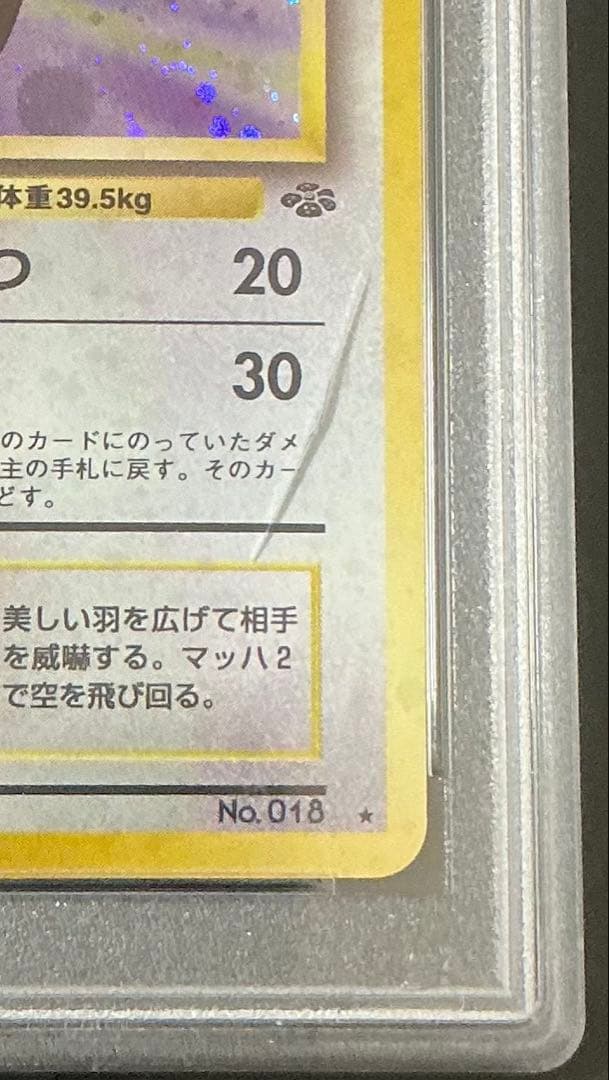 体重39.5kg
つ 20
30
のカードにのっていたダメ
主の手札に戻す。そのカー
どす。
美しい羽を広げて相手
を威嚇する。マッハ2
で空を飛び回る。
No.018 ★